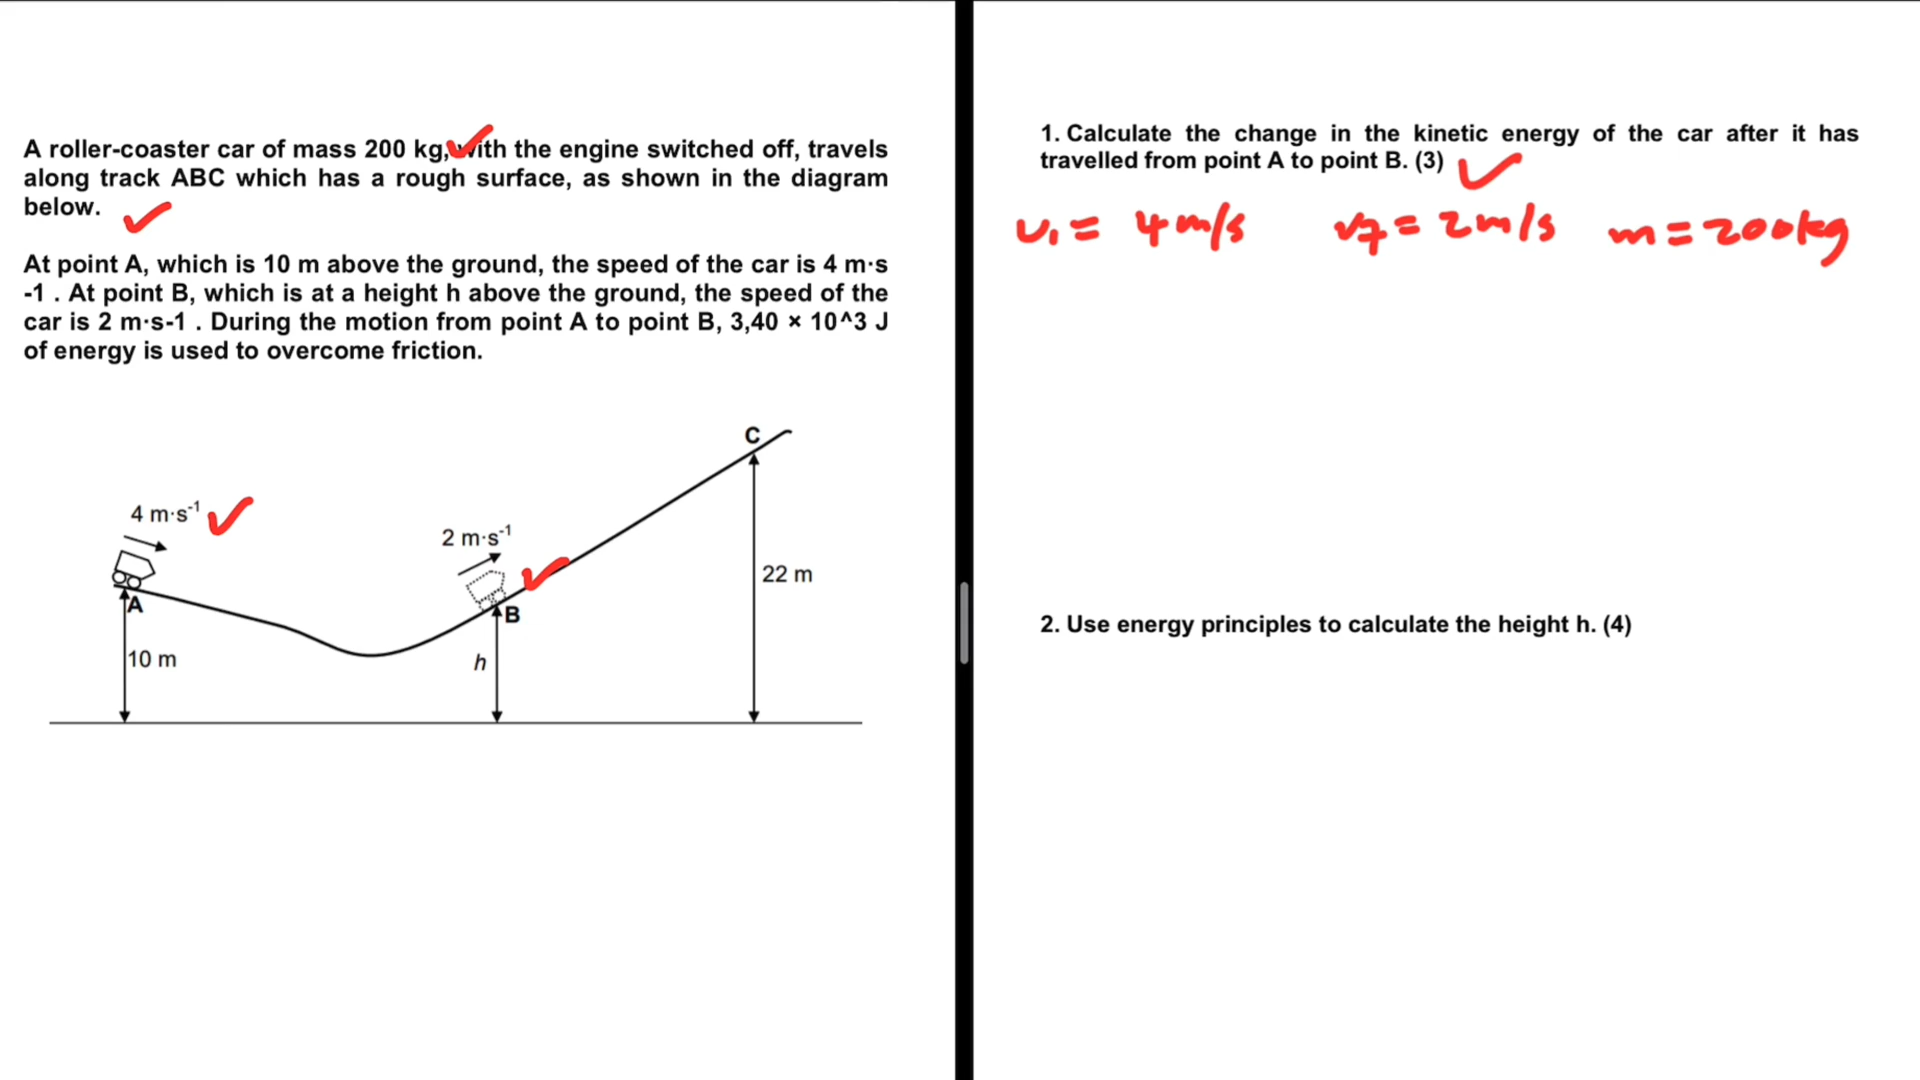 A roller-coaster car of mass 200 kg, with the engine switched off, travels
along track ABC which has a rough surface, as shown in the diagram
below.
At point A, which is 10 m above the ground, the speed of the car is 4 m·s
-1 . At point B, which is at a height h above the ground, the speed of the
car is 2 m·s-1 . During the motion from point A to point B, 3,40 × 10^3 J
of energy is used to overcome friction.
C
4 m·s⁻¹
2 m·s⁻¹
22 m
A
B
10 m
h
1. Calculate the change in the kinetic energy of the car after it has
travelled from point A to point B. (3)
vᵢ = 4 m/s vf = 2 m/s m = 200kg
2. Use energy principles to calculate the height h. (4)